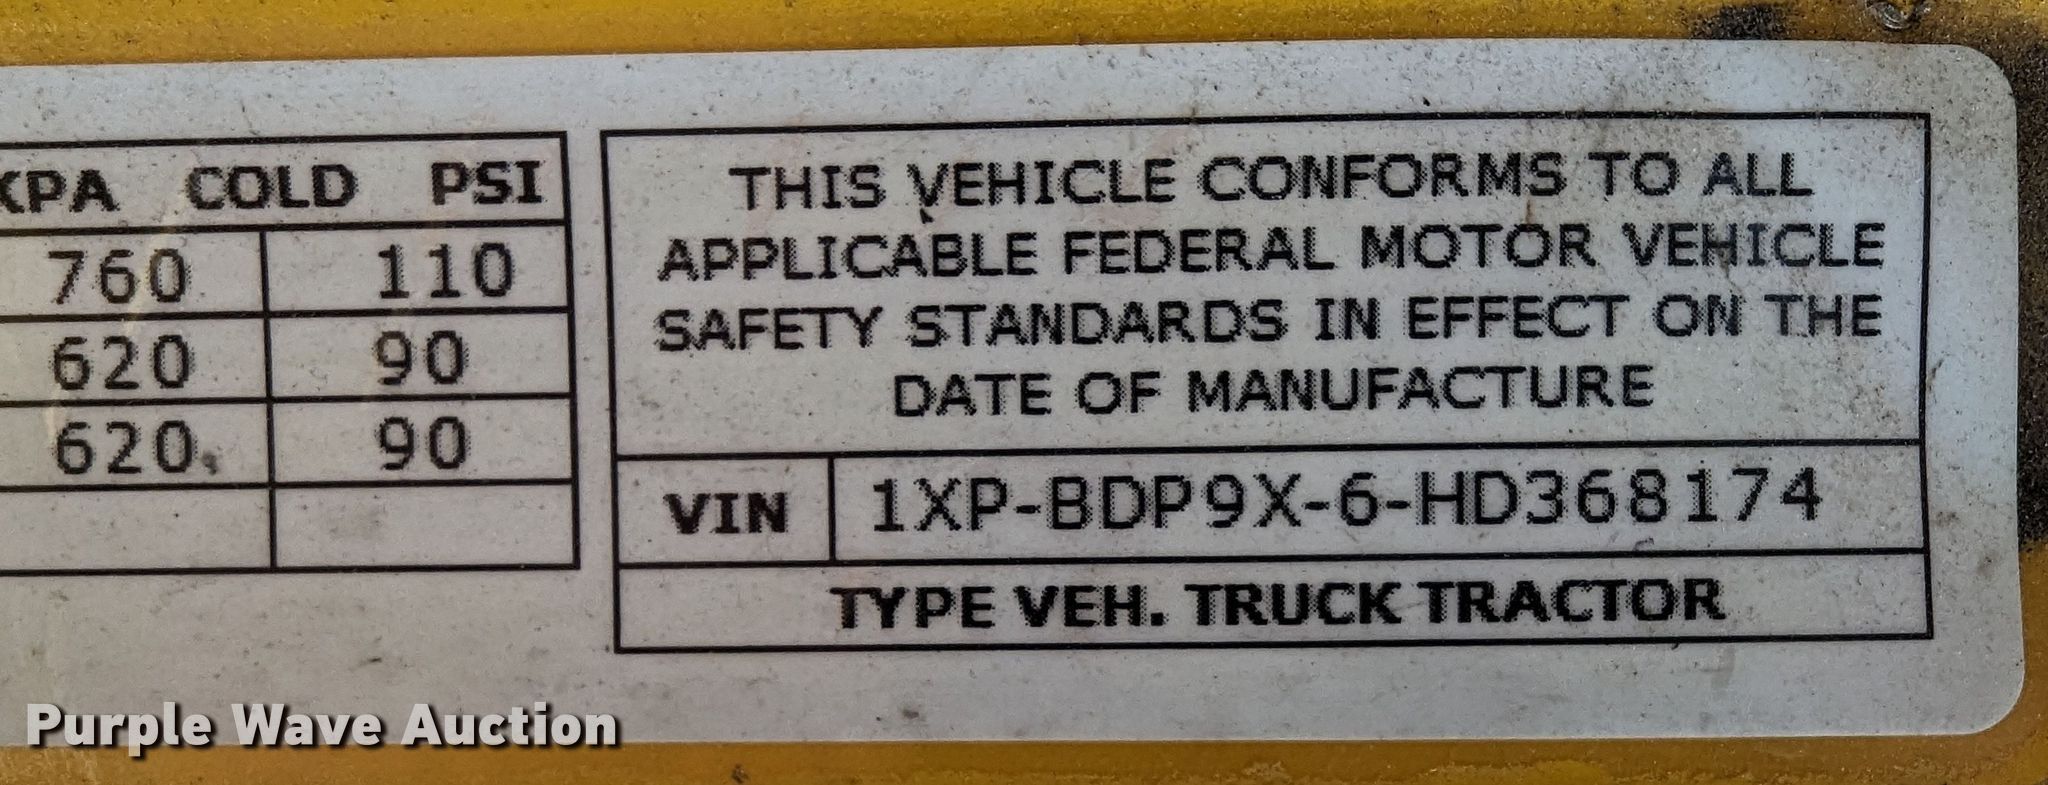 KPA COLD PSI
760 110
620 90
620 90
THIS VEHICLE CONFORMS TO ALL
APPLICABLE FEDERAL MOTOR VEHICLE
SAFETY STANDARDS IN EFFECT ON THE
DATE OF MANUFACTURE
VIN 1XP-BDP9X-6-HD368174
TYPE VEH. TRUCK TRACTOR
Purple Wave Auction